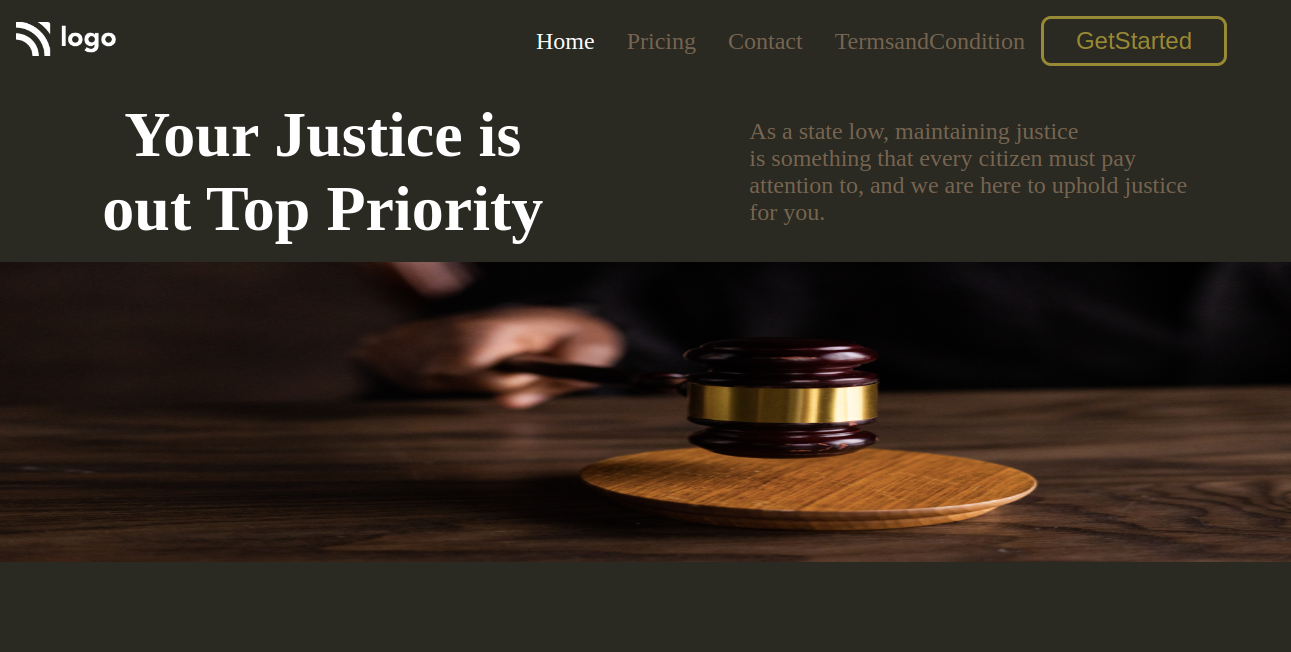 logo
Home Pricing Contact TermsandCondition GetStarted
Your Justice is
out Top Priority
As a state low, maintaining justice
is something that every citizen must pay
attention to, and we are here to uphold justice
for you.